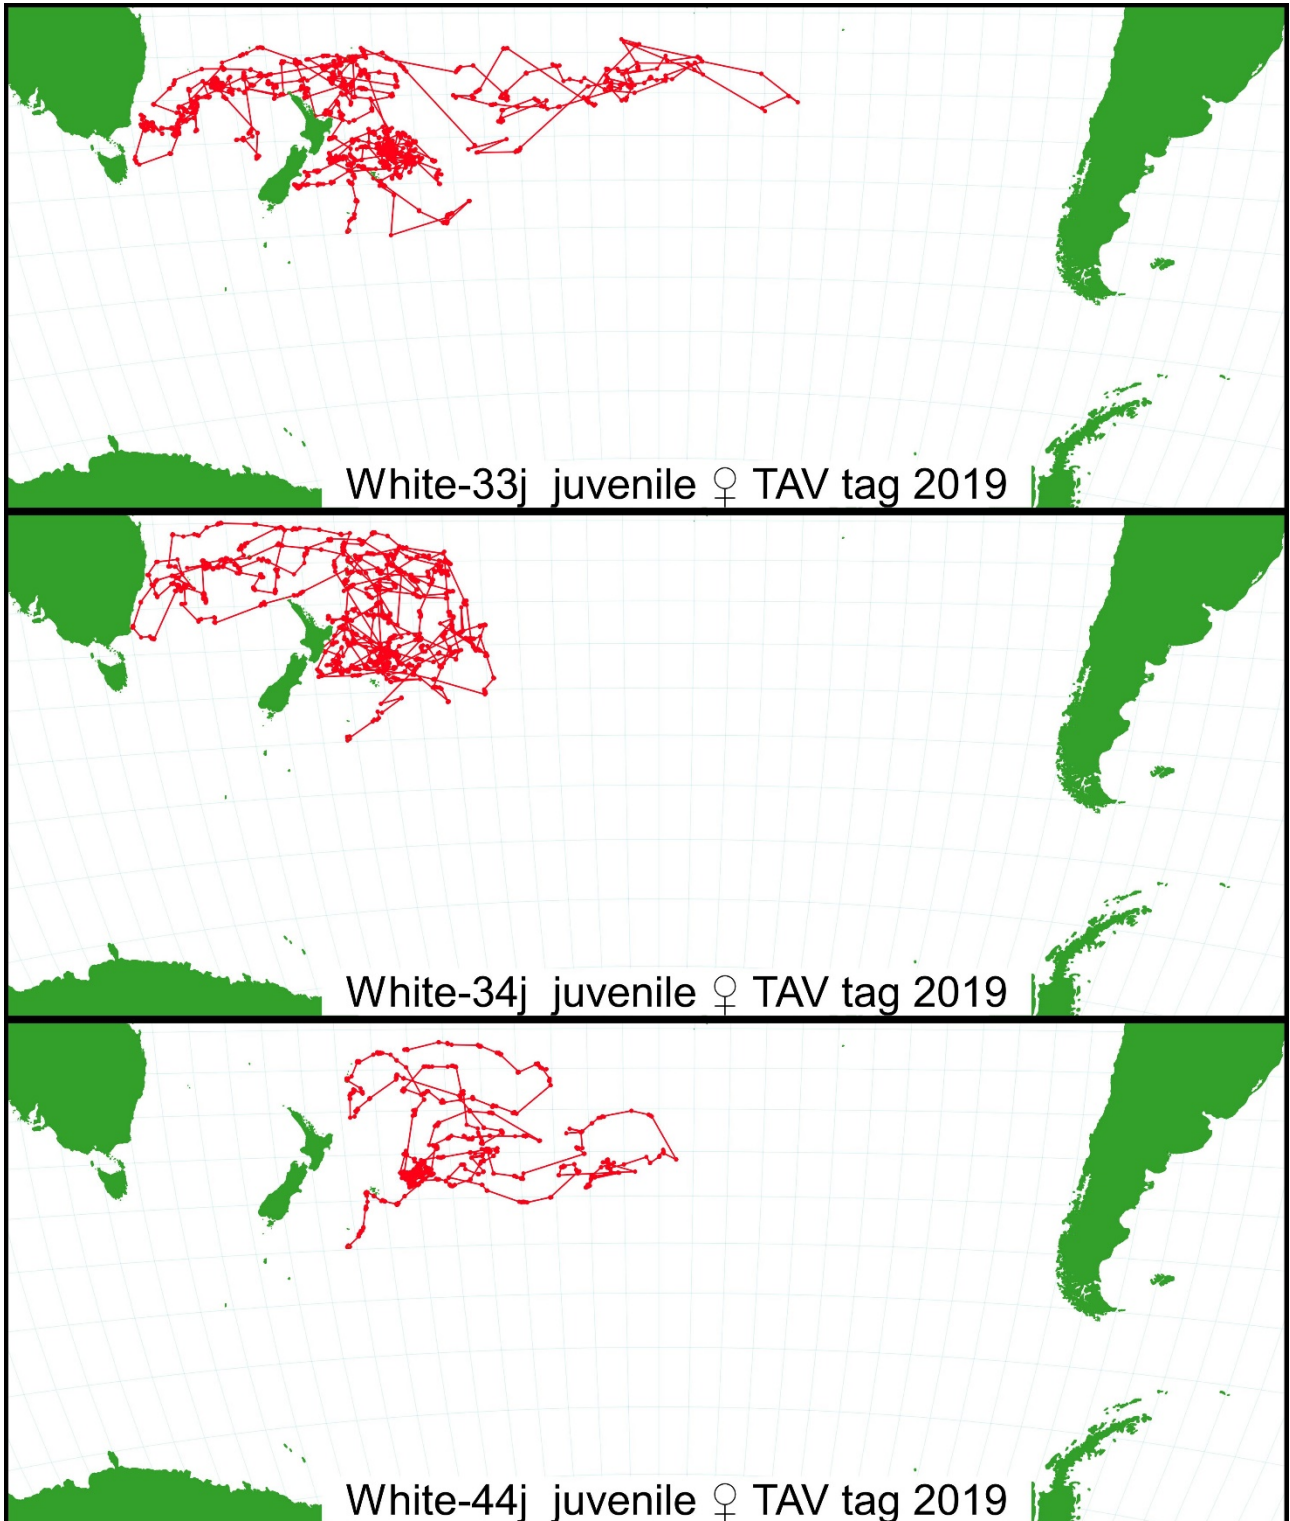 White-33j juvenile ♀ TAV tag 2019
White-34j juvenile ♀ TAV tag 2019
White-44j juvenile ♀ TAV tag 2019